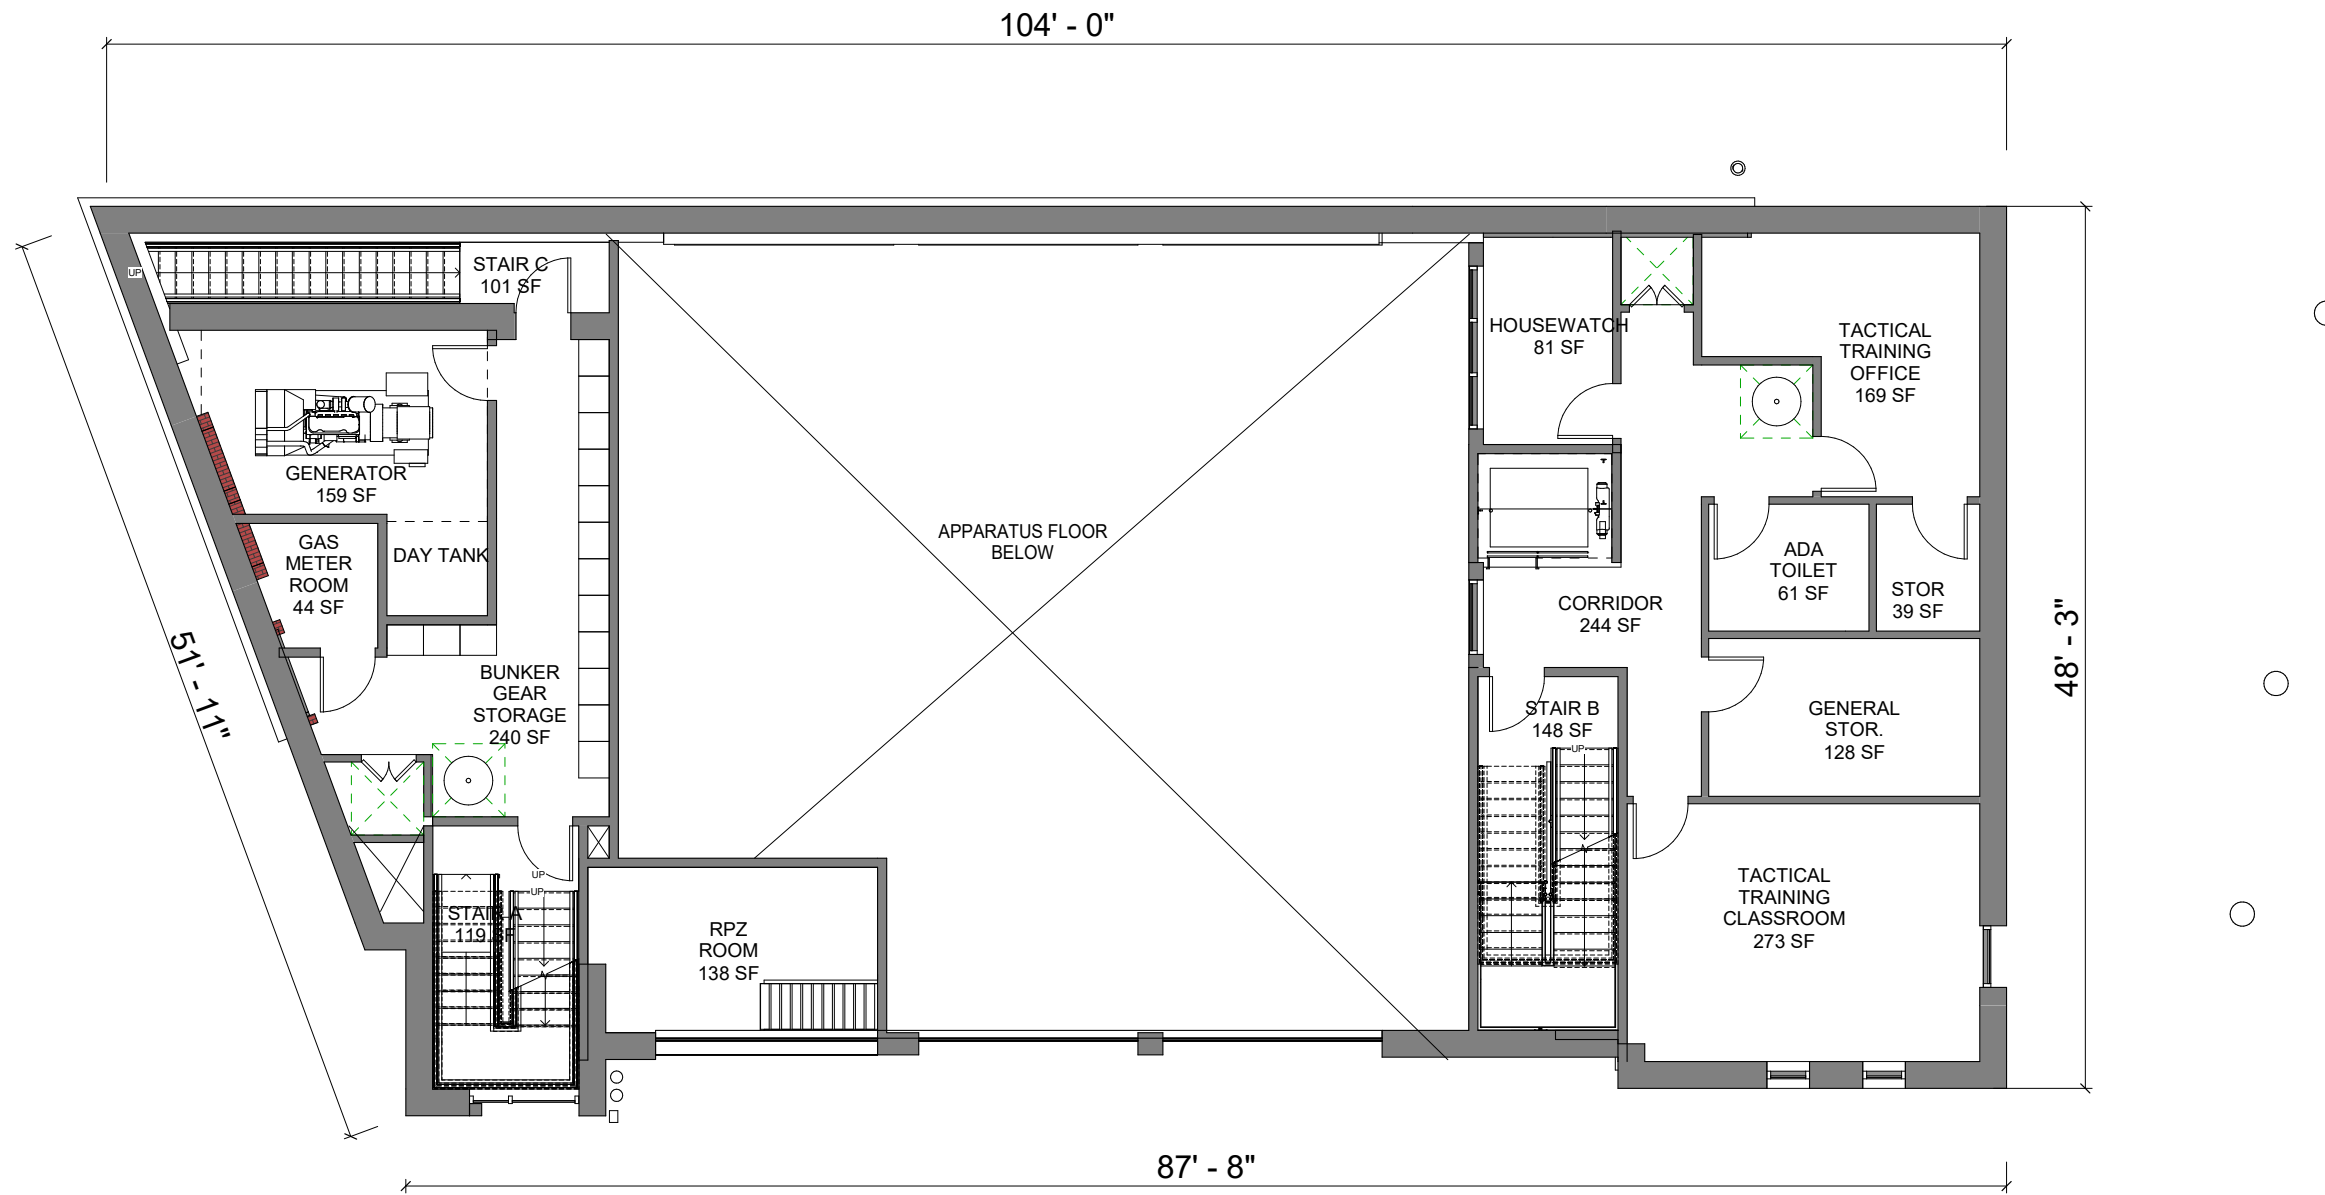 104' - 0"
UP
STAIR C
101 SF
HOUSEWATCH
81 SF
TACTICAL
TRAINING
OFFICE
169 SF
GENERATOR
159 SF
GAS
METER
ROOM
44 SF
DAY TANK
APPARATUS FLOOR
BELOW
ADA
TOILET
61 SF
STOR
39 SF
CORRIDOR
244 SF
51' - 11"
48' - 3"
BUNKER
GEAR
STORAGE
240 SF
STAIR B
148 SF
UP
GENERAL
STOR.
128 SF
UP
UP
STAIR A
119 SF
RPZ
ROOM
138 SF
TACTICAL
TRAINING
CLASSROOM
273 SF
87' - 8"